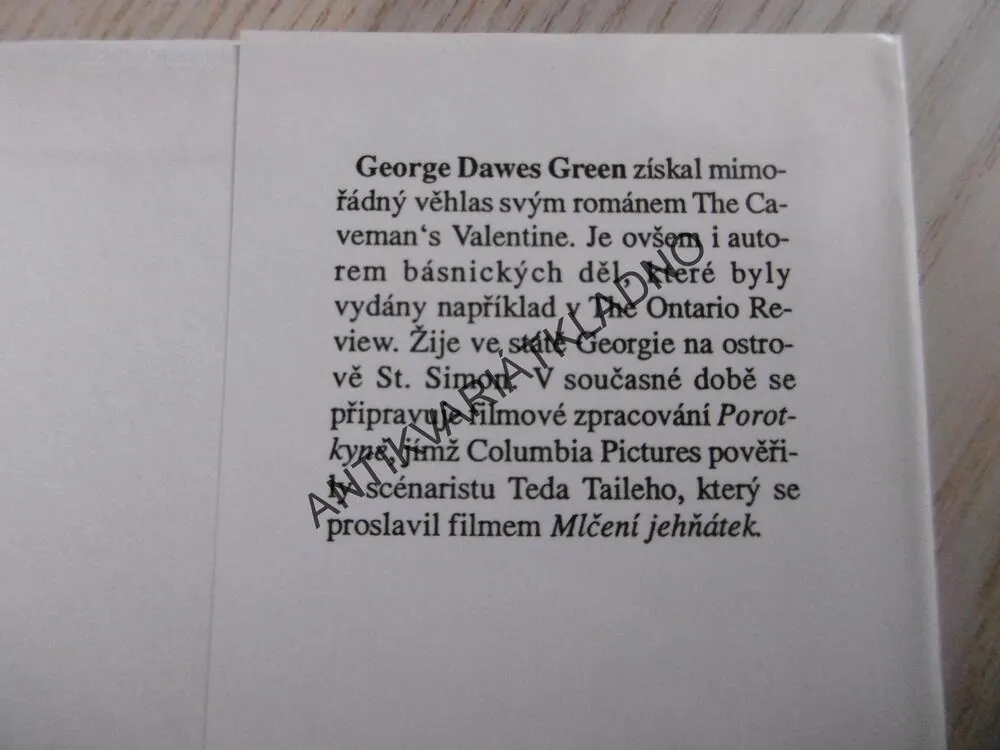 George Dawes Green získal mimo-
řádný věhlas svým románem The Ca-
veman‘s Valentine. Je ovšem i auto-
rem básnických děl, které byly
vydány například v The Ontario Re-
view. Žije ve státě Georgie na ostro-
vě St. Simon. V současné době se
připravuje filmové zpracování Porot-
kyne, jímž Columbia Pictures pověři-
ly scénaristu Teda Taileho, který se
proslavil filmem Mlčení jehňátek.
ANTIKVARIÁTKLADNO